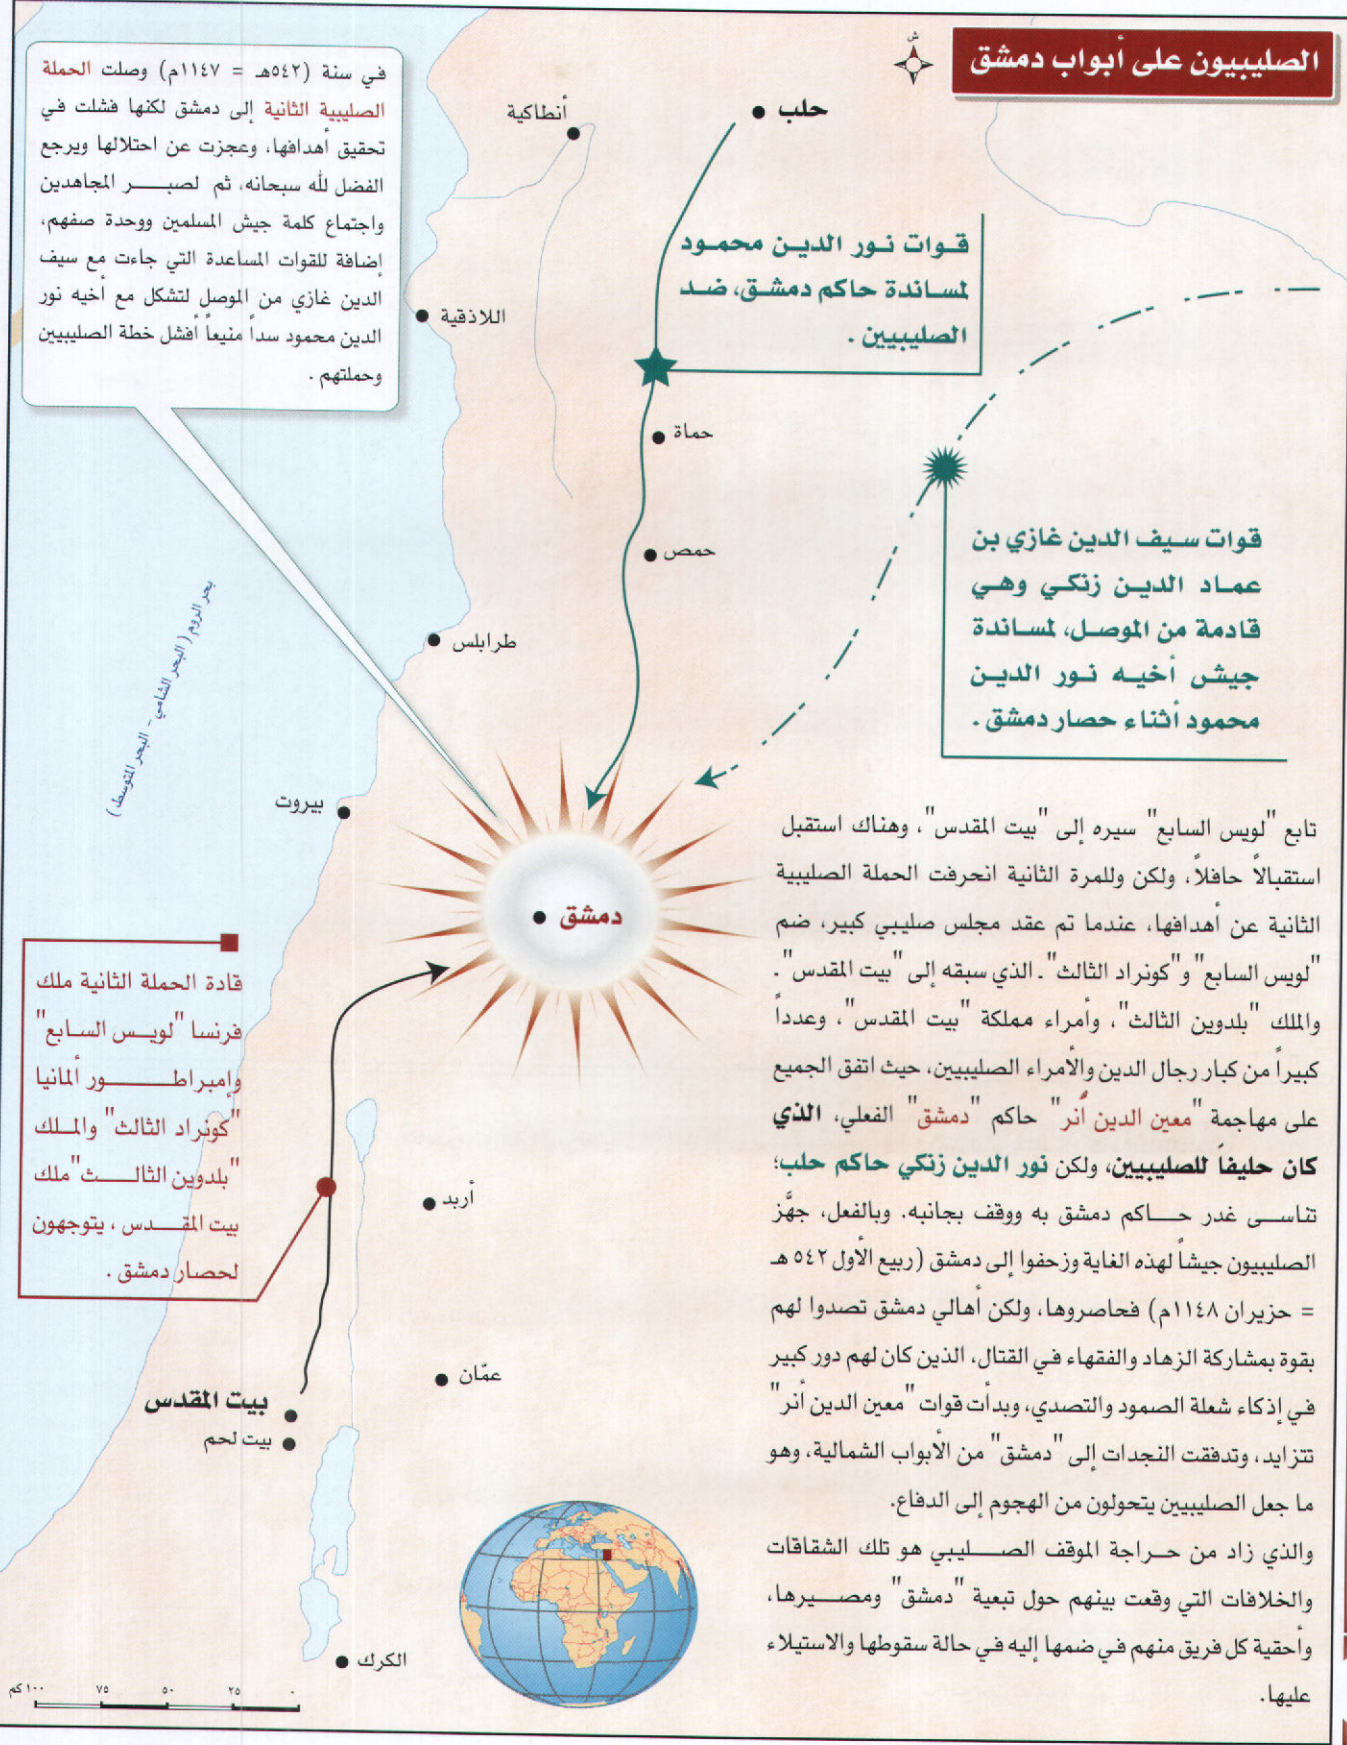 الصليبيون على أبواب دمشق
ش
في سنة (٥٤٢هـ = ١١٤٧م) وصلت الحملة
الصليبية الثانية إلى دمشق لكنها فشلت في
تحقيق أهدافها، وعجزت عن احتلالها ويرجع
الفضل لله سبحانه، ثم لصبر المجاهدين
واجتماع كلمة جيش المسلمين ووحدة صفهم،
إضافة للقوات المساعدة التي جاءت مع سيف
الدين غازي من الموصل لتشكل مع أخيه نور
الدين محمود سداً منيعاً أفشل خطة الصليبيين
وحملتهم .
حلب
أنطاكية
قوات نور الدين محمود
لمساندة حاكم دمشق، ضد
الصليبيين .
اللاذقية
حماة
حمص
قوات سيف الدين غازي بن
عماد الدين زنكي وهي
قادمة من الموصل، لمساندة
جيش أخيه نور الدين
محمود أثناء حصار دمشق .
طرابلس
بحر الروم ( البحر الشامي - البحر المتوسط )
بيروت
دمشق
تابع "لويس السابع" سيره إلى "بيت المقدس"، وهناك استقبل
استقبالاً حافلاً، ولكن وللمرة الثانية انحرفت الحملة الصليبية
الثانية عن أهدافها، عندما تم عقد مجلس صليبي كبير، ضم
"لويس السابع" و"كونراد الثالث" ـ الذي سبقه إلى "بيت المقدس" ـ
والملك "بلدوين الثالث"، وأمراء مملكة "بيت المقدس"، وعدداً
كبيراً من كبار رجال الدين والأمراء الصليبيين، حيث اتفق الجميع
على مهاجمة "معين الدين أُنر" حاكم "دمشق" الفعلي، الذي
كان حليفاً للصليبيين، ولكن نور الدين زنكي حاكم حلب؛
تناسى غدر حاكم دمشق به ووقف بجانبه. وبالفعل، جهَّز
الصليبيون جيشاً لهذه الغاية وزحفوا إلى دمشق (ربيع الأول ٥٤٢ هـ
= حزيران ١١٤٨م) فحاصروها، ولكن أهالي دمشق تصدوا لهم
بقوة بمشاركة الزهاد والفقهاء في القتال، الذين كان لهم دور كبير
في إذكاء شعلة الصمود والتصدي، وبدأت قوات "معين الدين أنر"
تتزايد، وتدفقت النجدات إلى "دمشق" من الأبواب الشمالية، وهو
ما جعل الصليبيين يتحولون من الهجوم إلى الدفاع.
والذي زاد من حراجة الموقف الصليبي هو تلك الشقاقات
والخلافات التي وقعت بينهم حول تبعية "دمشق" ومصيرها،
وأحقية كل فريق منهم في ضمها إليه في حالة سقوطها والاستيلاء
عليها.
قادة الحملة الثانية ملك
فرنسا "لويس السابع"
وإمبراطور ألمانيا
"كونراد الثالث" والملك
"بلدوين الثالث" ملك
بيت المقدس ، يتوجهون
لحصار دمشق .
أربد
عمّان
بيت المقدس
بيت لحم
الكرك
١٠٠ كم ٧٥ ٥٠ ٢٥ ٠